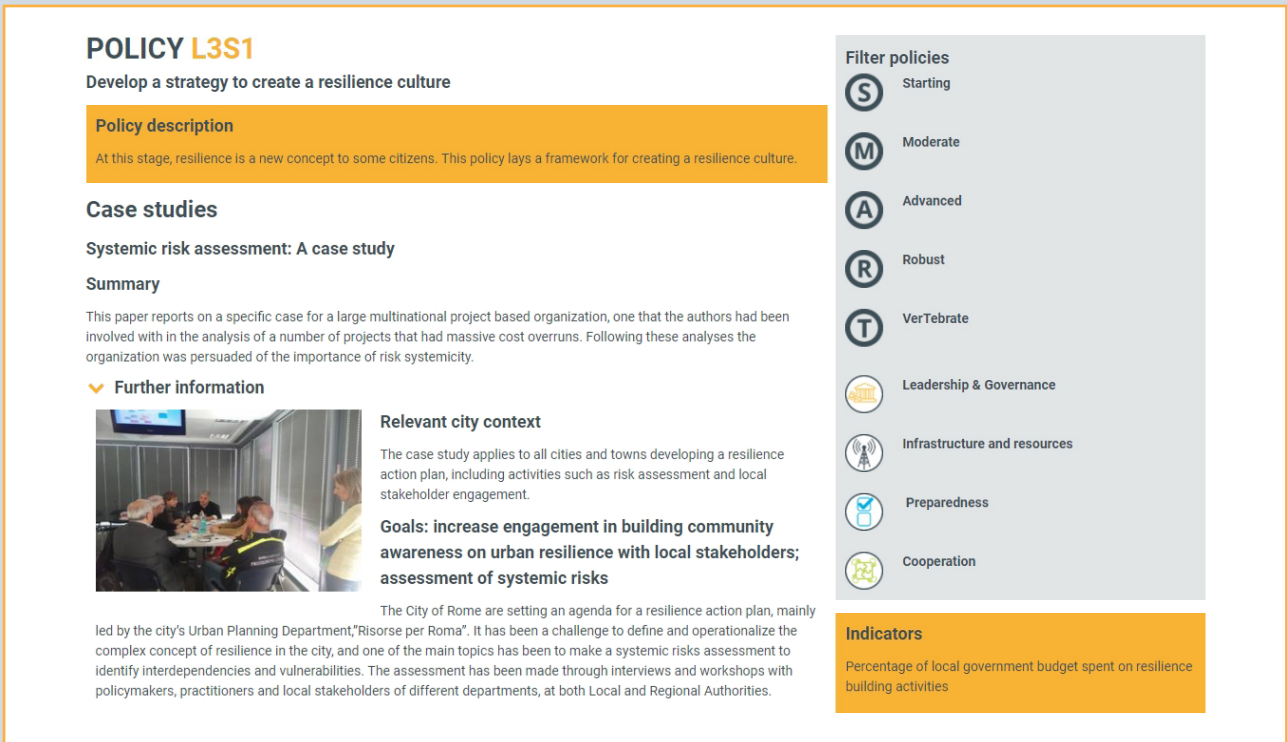 POLICY L3S1
Develop a strategy to create a resilience culture
Policy description
At this stage, resilience is a new concept to some citizens. This policy lays a framework for creating a resilience culture.
Case studies
Systemic risk assessment: A case study
Summary
This paper reports on a specific case for a large multinational project based organization, one that the authors had been
involved with in the analysis of a number of projects that had massive cost overruns. Following these analyses the
organization was persuaded of the importance of risk systemicity.
Further information
Relevant city context
The case study applies to all cities and towns developing a resilience
action plan, including activities such as risk assessment and local
stakeholder engagement.
Goals: increase engagement in building community
awareness on urban resilience with local stakeholders;
assessment of systemic risks
The City of Rome are setting an agenda for a resilience action plan, mainly
led by the city's Urban Planning Department,"Risorse per Roma". It has been a challenge to define and operationalize the
complex concept of resilience in the city, and one of the main topics has been to make a systemic risks assessment to
identify interdependencies and vulnerabilities. The assessment has been made through interviews and workshops with
policymakers, practitioners and local stakeholders of different departments, at both Local and Regional Authorities.
Filter policies
S Starting
M Moderate
A Advanced
R Robust
T VerTebrate
Leadership & Governance
Infrastructure and resources
Preparedness
Cooperation
Indicators
Percentage of local government budget spent on resilience
building activities